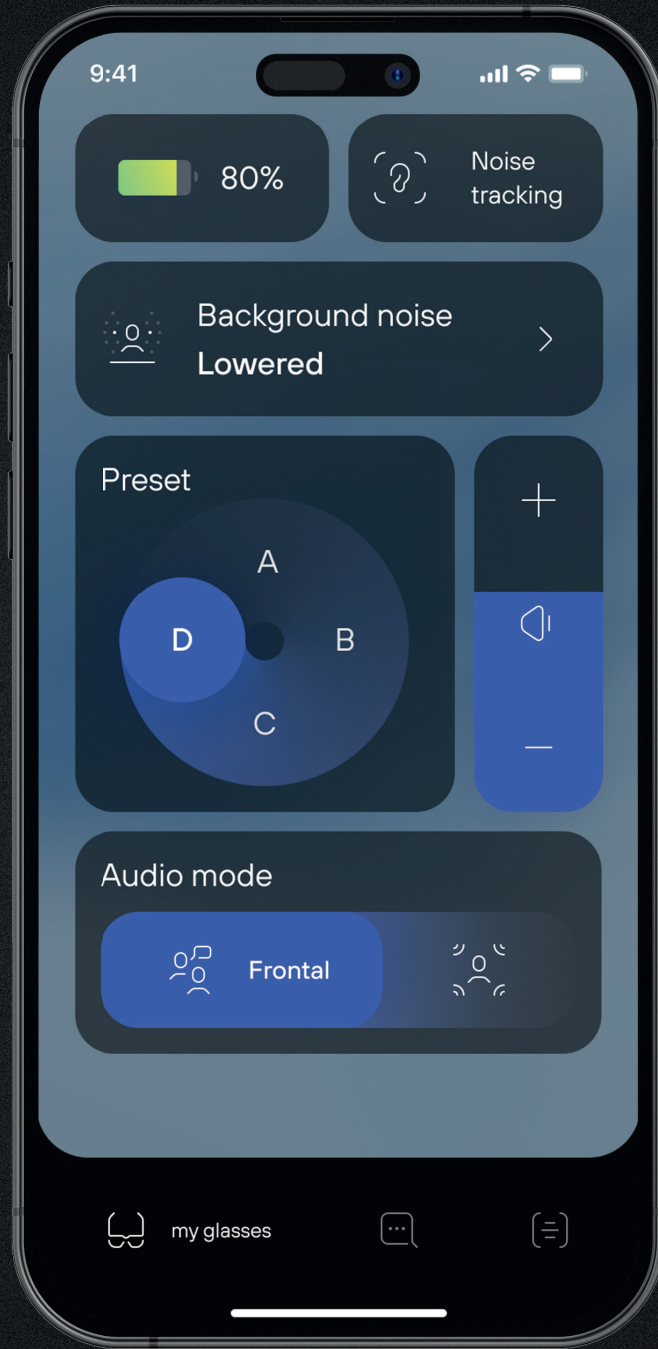 9:41
80%
Noise
tracking
Background noise
Lowered
Preset
A
D
B
C
Audio mode
Frontal
my glasses